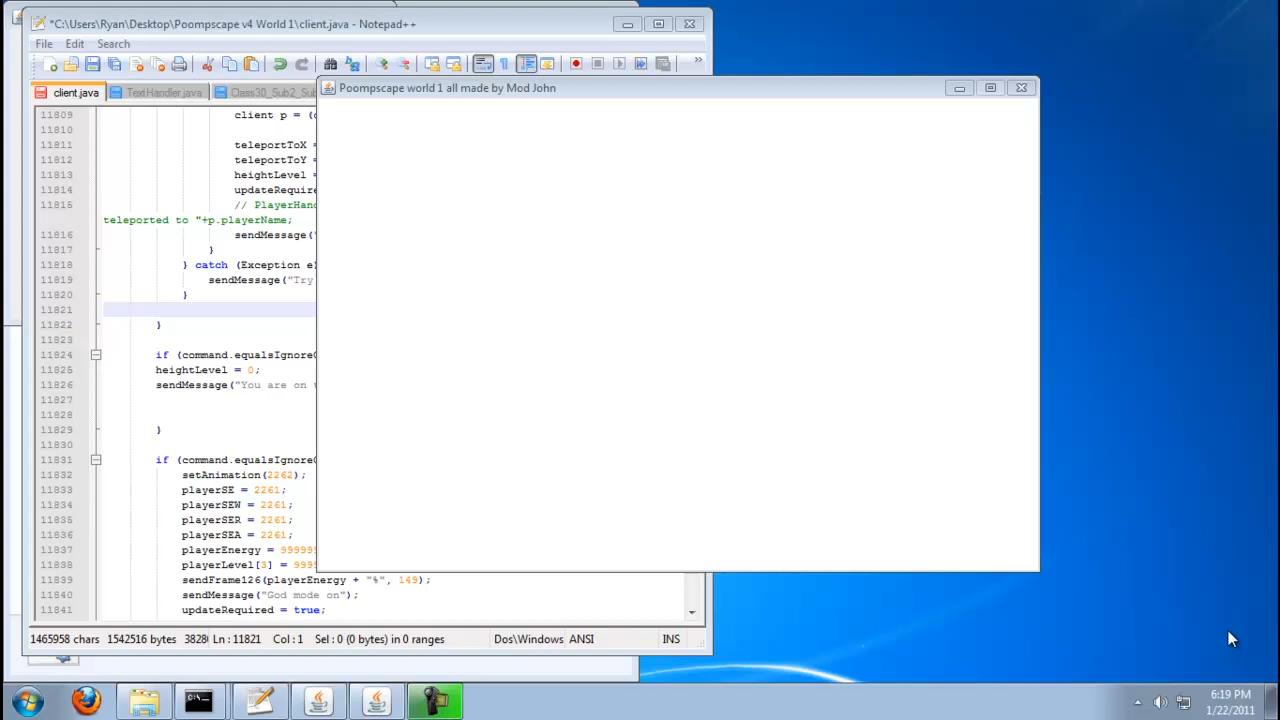 *C:\Users\Ryan\Desktop\Poompscape v4 World 1\client.java - Notepad++
File Edit Search
client.java TextHandler.java Class30_Sub2_Sub
Poompscape world 1 all made by Mod John
11809 client p = (
11810
11811 teleportToX =
11812 teleportToY =
11813 heightLevel =
11814 updateRequire
11815 // PlayerHan
teleported to "+p.playerName;
11816 sendMessage("
11817 }
11818 } catch (Exception e)
11819 sendMessage("Try
11820 }
11821
11822 }
11823
11824 if (command.equalsIgnore
11825 heightLevel = 0;
11826 sendMessage("You are on
11827
11828
11829 }
11830
11831 if (command.equalsIgnore
11832 setAnimation(2262);
11833 playerSE = 2261;
11834 playerSEW = 2261;
11835 playerSER = 2261;
11836 playerSEA = 2261;
11837 playerEnergy = 99999
11838 playerLevel[3] = 999
11839 sendFrame126(playerEnergy + "%", 149);
11840 sendMessage("God mode on");
11841 updateRequired = true;
1465958 chars 1542516 bytes 3828 Ln : 11821 Col : 1 Sel : 0 (0 bytes) in 0 ranges Dos\Windows ANSI INS
6:19 PM
1/22/2011